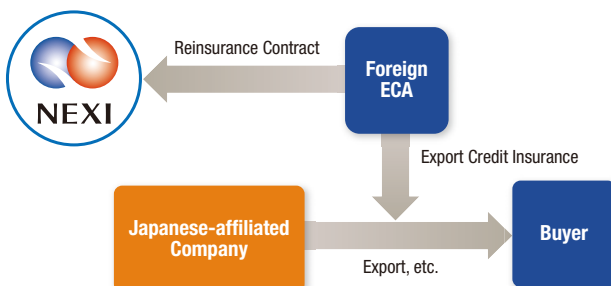 Reinsurance Contract
NEXI
Foreign
ECA
Export Credit Insurance
Japanese-affiliated
Company
Buyer
Export, etc.